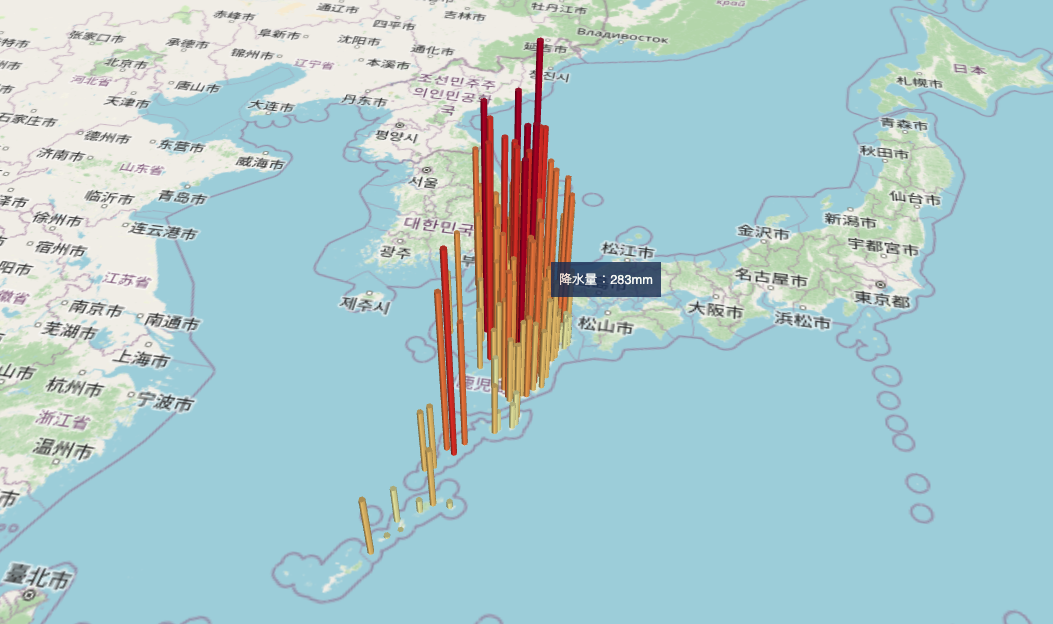 赤峰市
通辽市
四平市
吉林市
牡丹江市
край
张家口市
承德市
阜新市
沈阳市
通化市
延吉市
Владивосток
锦州市
辽宁省
本溪市
北京市
河北省
唐山市
天津市
大连市
丹东市
조선민주주
의인민공화
국
청진시
日本
札幌市
石家庄市
德州市
东营市
평양시
青森市
济南市
威海市
山东省
서울
秋田市
临沂市
青岛市
仙台市
徐州市
连云港市
대한민국
新潟市
金沢市
宿州市
광주
부
松江市
宇都宮市
江苏省
降水量：283mm
名古屋市
東京都
南京市
南通市
제주시
大阪市
浜松市
芜湖市
松山市
上海市
杭州市
宁波市
鹿児
浙江省
温州市
臺北市